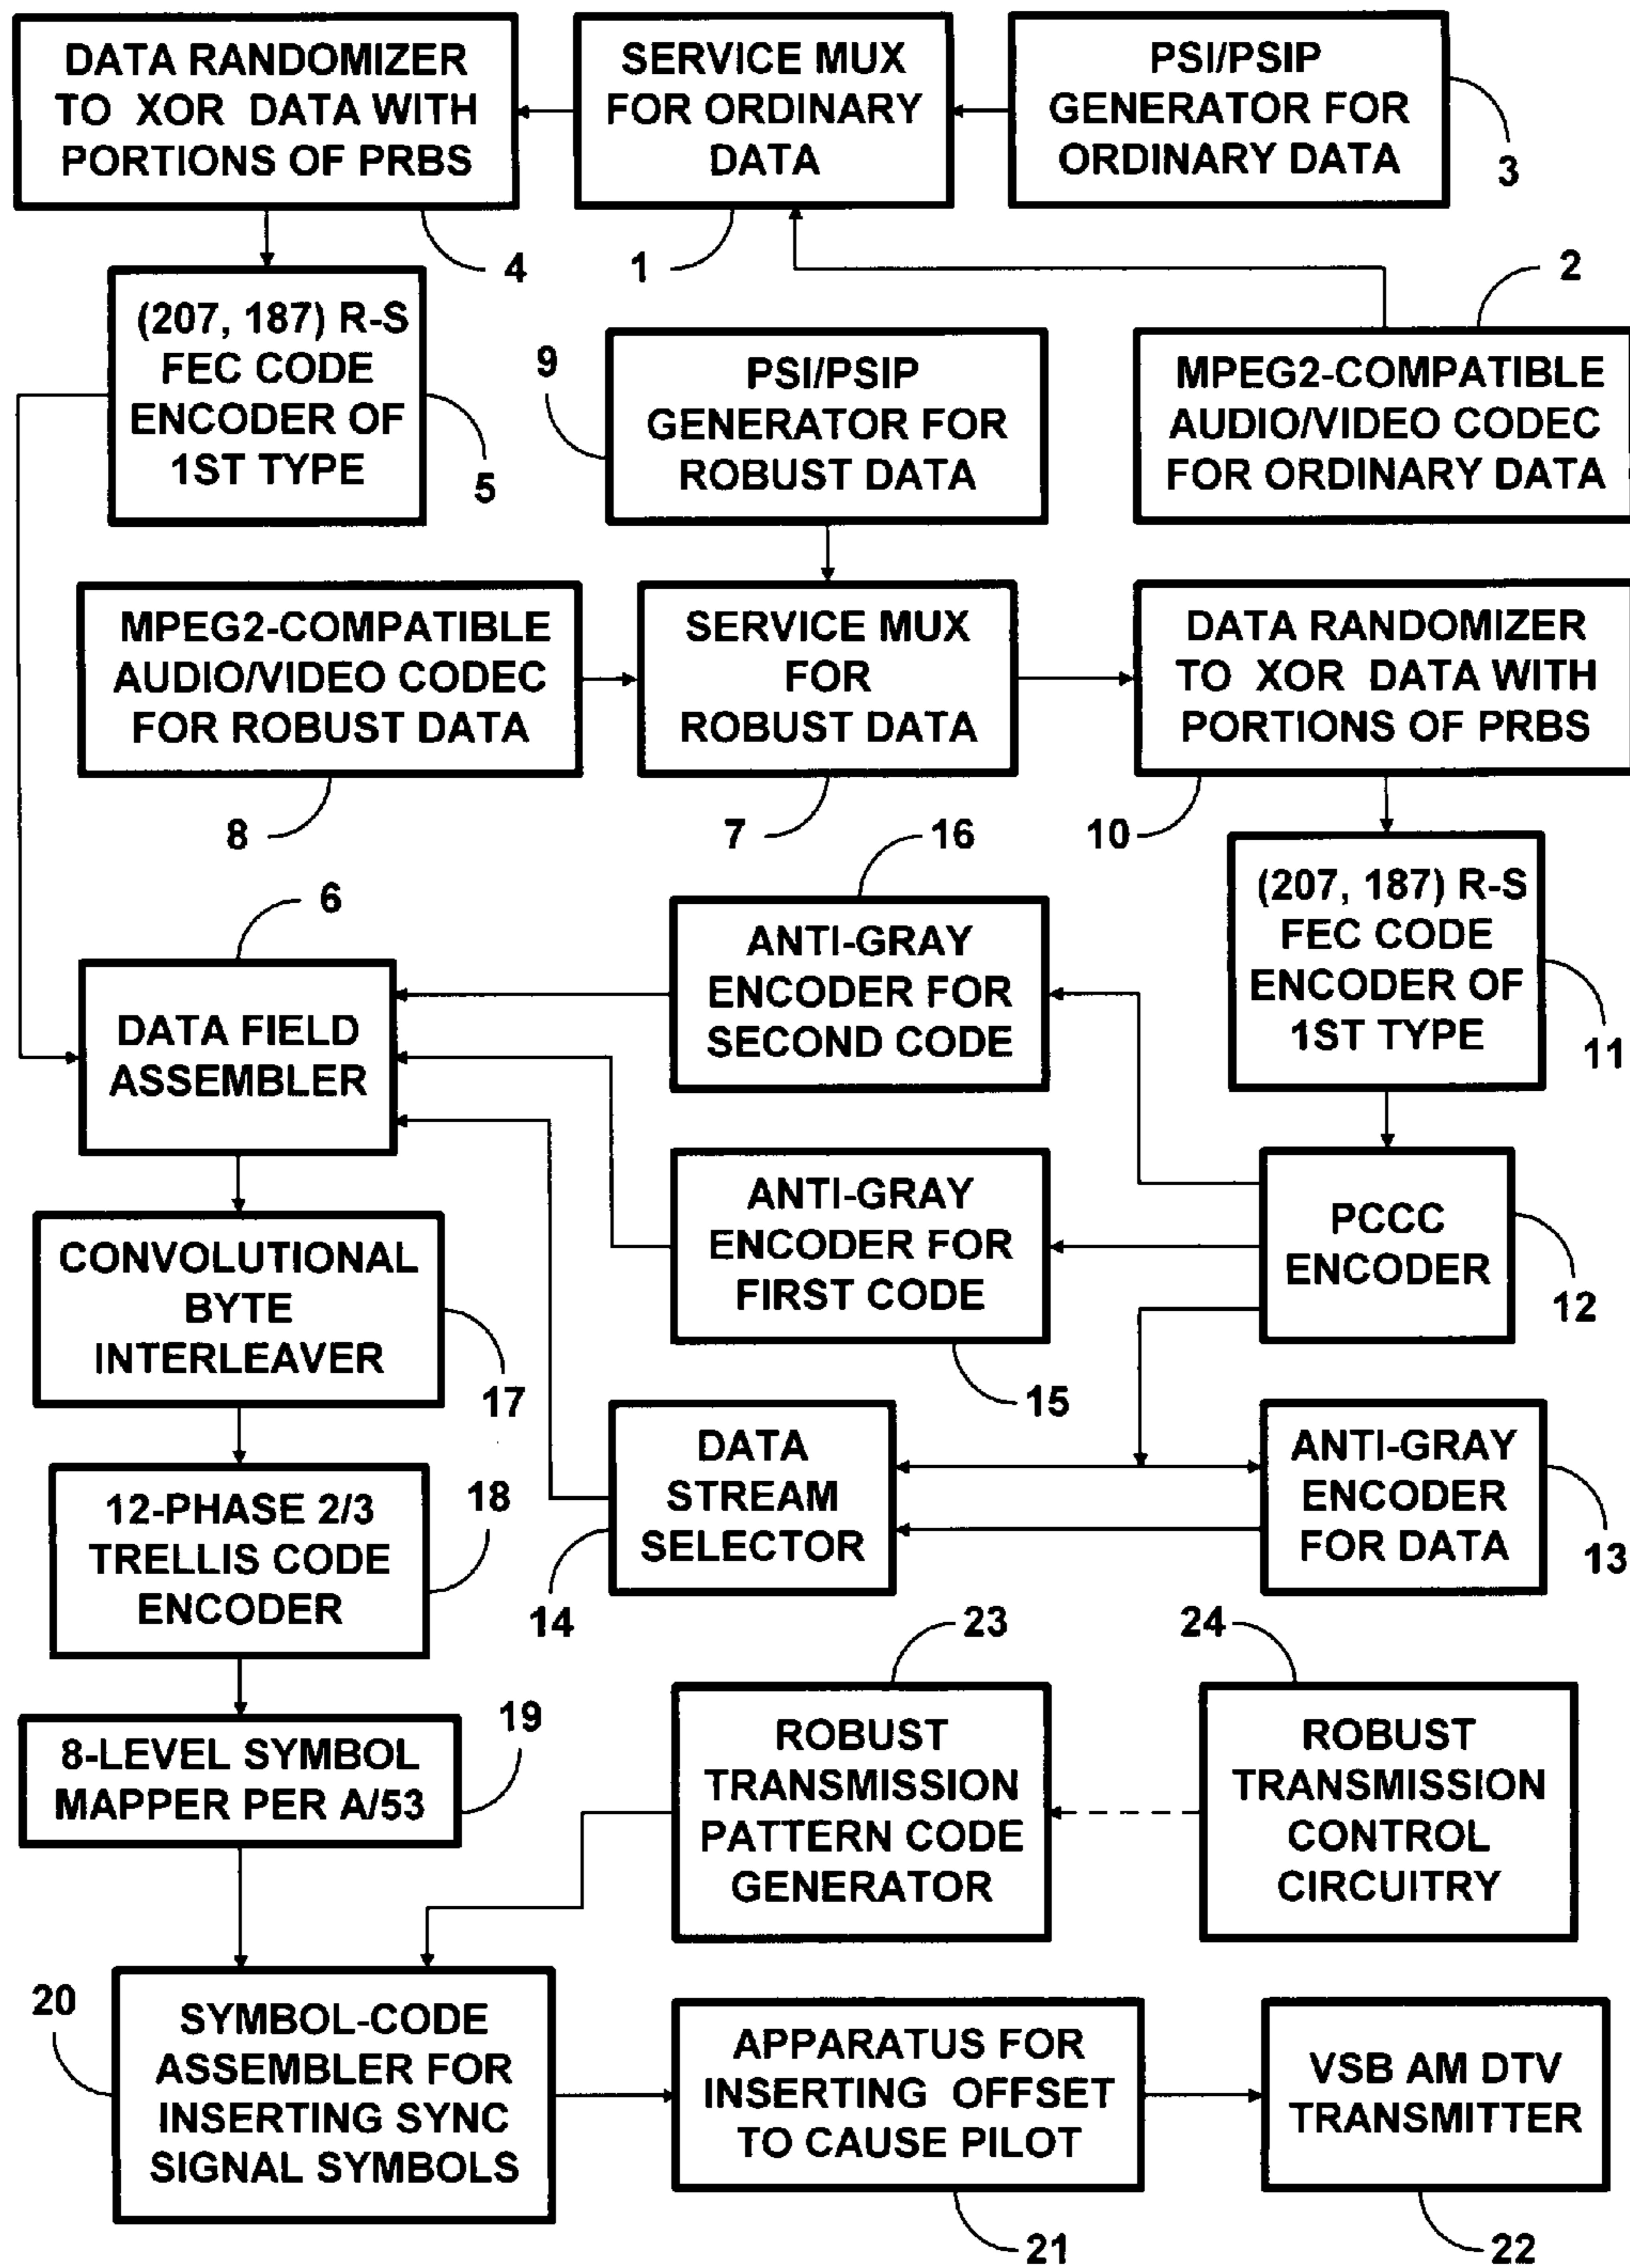 DATA RANDOMIZER
TO XOR DATA WITH
PORTIONS OF PRBS
SERVICE MUX
FOR ORDINARY
DATA
PSI/PSIP
GENERATOR FOR
ORDINARY DATA
3
4
1
2
(207, 187) R-S
FEC CODE
ENCODER OF
1ST TYPE
5
9
PSI/PSIP
GENERATOR FOR
ROBUST DATA
MPEG2-COMPATIBLE
AUDIO/VIDEO CODEC
FOR ORDINARY DATA
MPEG2-COMPATIBLE
AUDIO/VIDEO CODEC
FOR ROBUST DATA
SERVICE MUX
FOR
ROBUST DATA
DATA RANDOMIZER
TO XOR DATA WITH
PORTIONS OF PRBS
8
7
16
10
6
ANTI-GRAY
ENCODER FOR
SECOND CODE
(207, 187) R-S
FEC CODE
ENCODER OF
1ST TYPE
11
DATA FIELD
ASSEMBLER
ANTI-GRAY
ENCODER FOR
FIRST CODE
PCCC
ENCODER
12
CONVOLUTIONAL
BYTE
INTERLEAVER
17
15
DATA
STREAM
SELECTOR
ANTI-GRAY
ENCODER
FOR DATA
13
12-PHASE 2/3
TRELLIS CODE
ENCODER
18
14
23
24
8-LEVEL SYMBOL
MAPPER PER A/53
19
ROBUST
TRANSMISSION
PATTERN CODE
GENERATOR
ROBUST
TRANSMISSION
CONTROL
CIRCUITRY
20
SYMBOL-CODE
ASSEMBLER FOR
INSERTING SYNC
SIGNAL SYMBOLS
APPARATUS FOR
INSERTING OFFSET
TO CAUSE PILOT
VSB AM DTV
TRANSMITTER
21
22